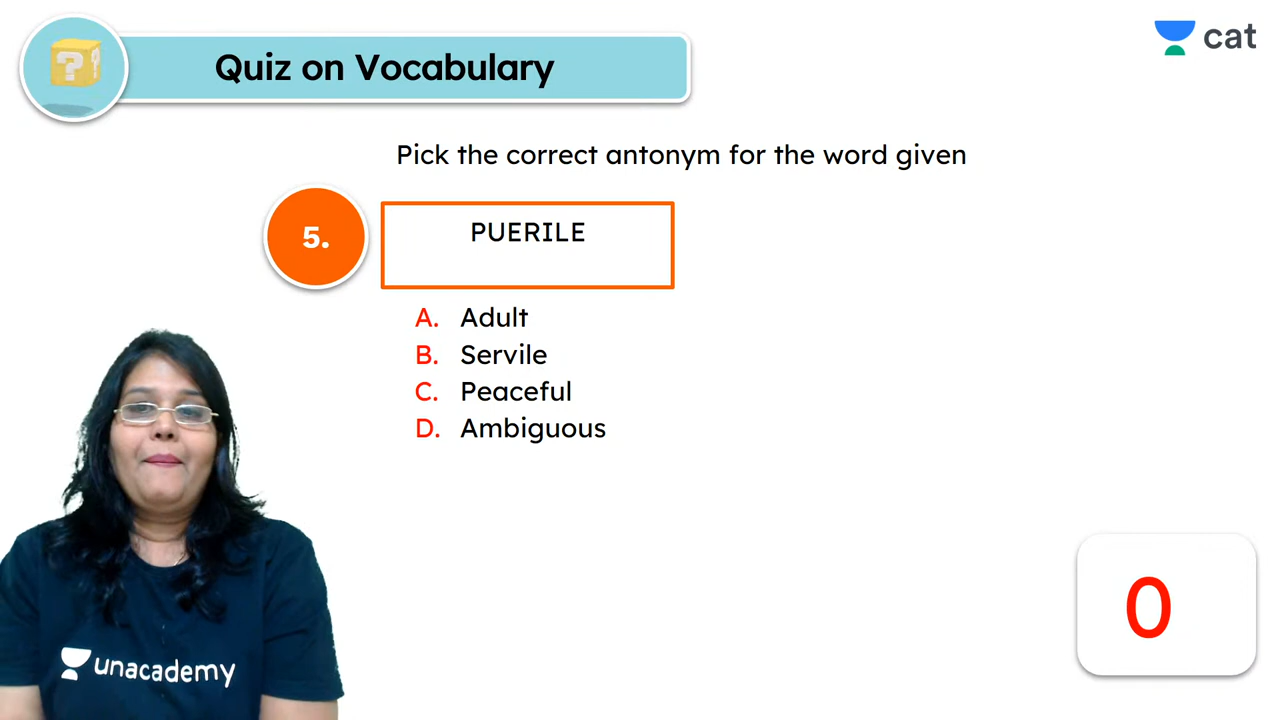 Quiz on Vocabulary
cat
Pick the correct antonym for the word given
5.
PUERILE
A. Adult
B. Servile
C. Peaceful
D. Ambiguous
unacademy
0